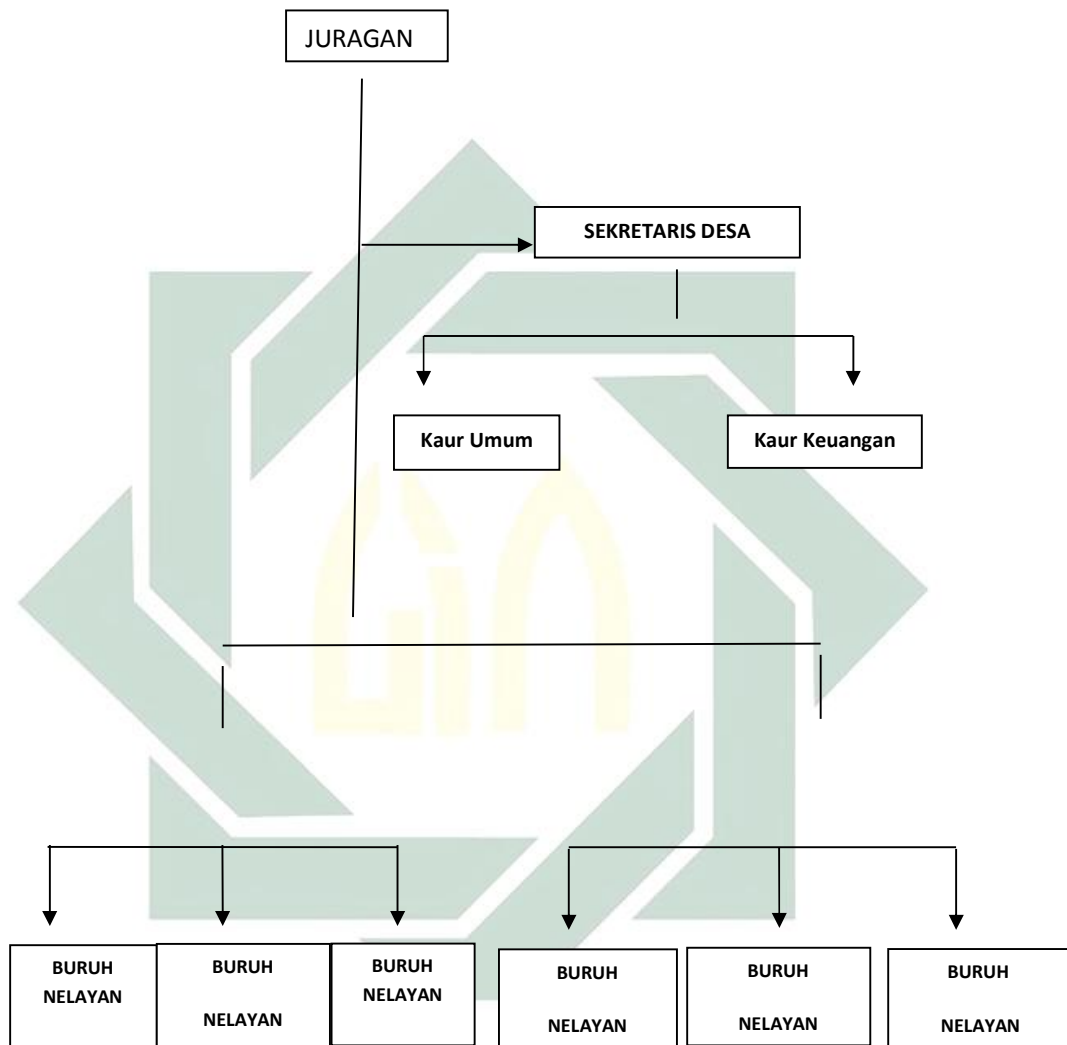 JURAGAN
SEKRETARIS DESA
Kaur Umum
Kaur Keuangan
BURUH
NELAYAN
BURUH
NELAYAN
BURUH
NELAYAN
BURUH
NELAYAN
BURUH
NELAYAN
BURUH
NELAYAN